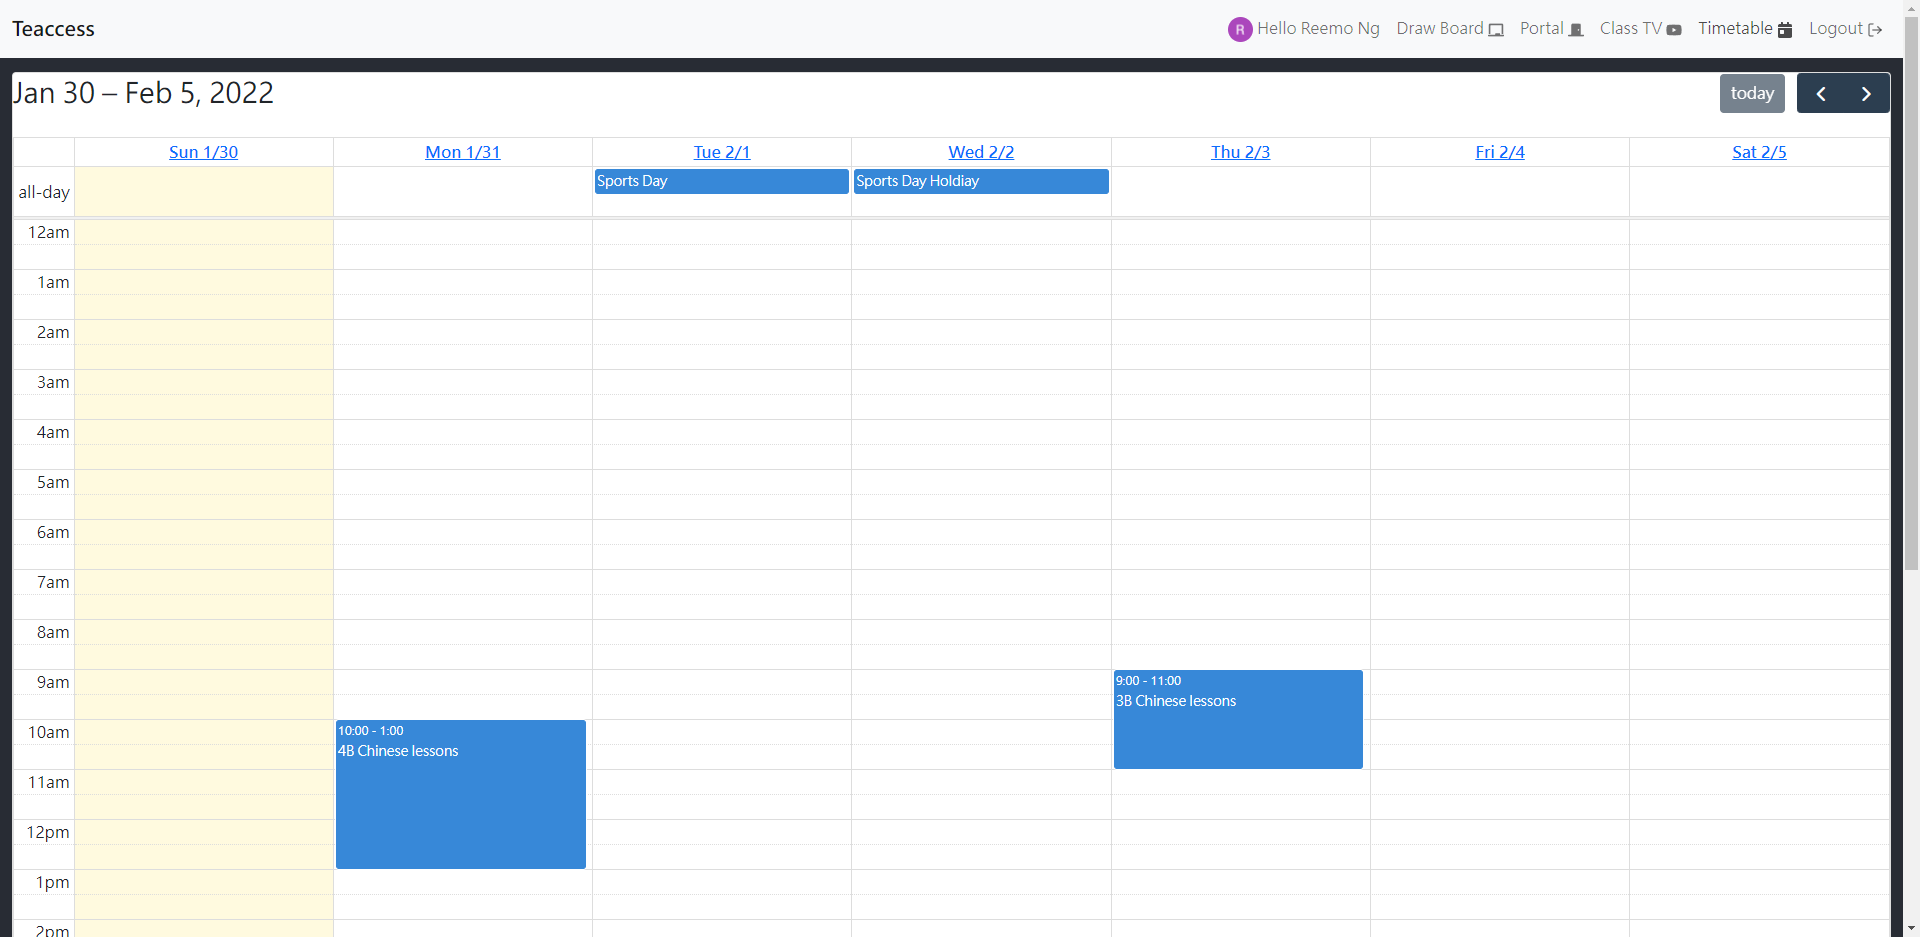 Teaccess
R Hello Reemo Ng Draw Board Portal Class TV Timetable Logout
Jan 30 – Feb 5, 2022
today
Sun 1/30 Mon 1/31 Tue 2/1 Wed 2/2 Thu 2/3 Fri 2/4 Sat 2/5
all-day Sports Day Sports Day Holdiay
12am
1am
2am
3am
4am
5am
6am
7am
8am
9am 9:00 - 11:00
3B Chinese lessons
10am 10:00 - 1:00
4B Chinese lessons
11am
12pm
1pm
2pm